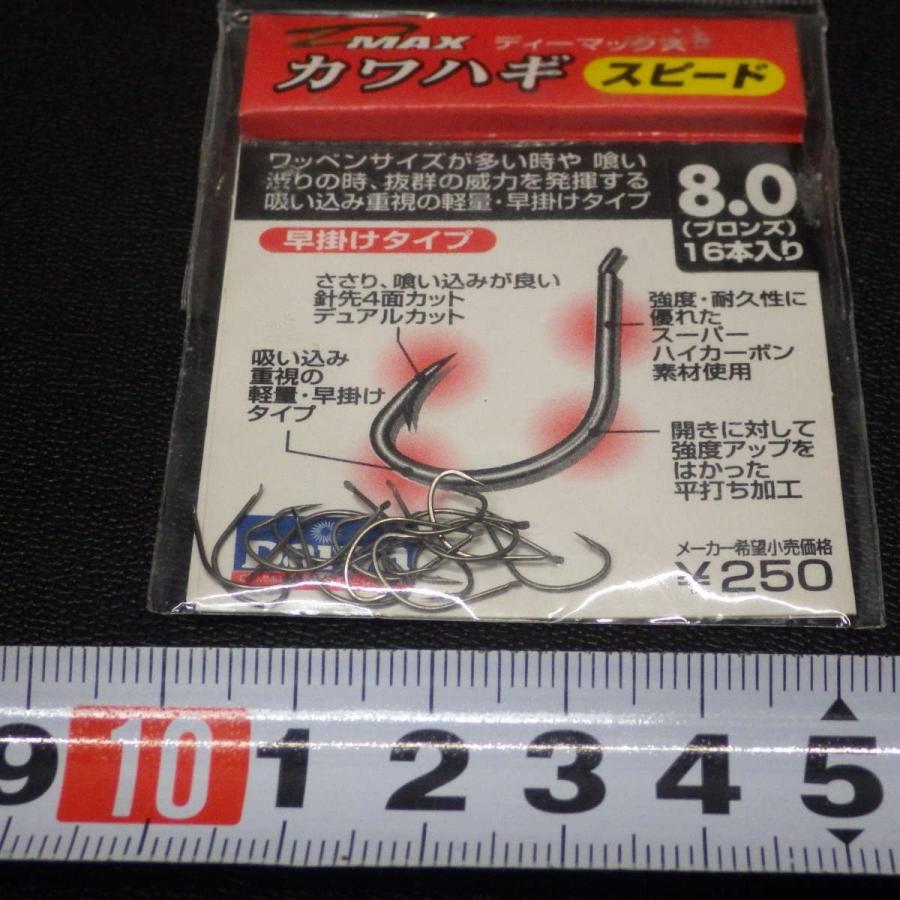 MAX ディーマックス
カワハギ スピード
ワッペンサイズが多い時や 喰い
渋りの時、抜群の威力を発揮する
吸い込み重視の軽量・早掛けタイプ
8.0
(ブロンズ)
16本入り
早掛けタイプ
ささり、喰い込みが良い
針先4面カット
デュアルカット
強度・耐久性に
優れた
スーパー
ハイカーボン
素材使用
吸い込み
重視の
軽量・早掛け
タイプ
開きに対して
強度アップを
はかった
平打ち加工
メーカー希望小売価格
¥250
9 10 1 2 3 4 5